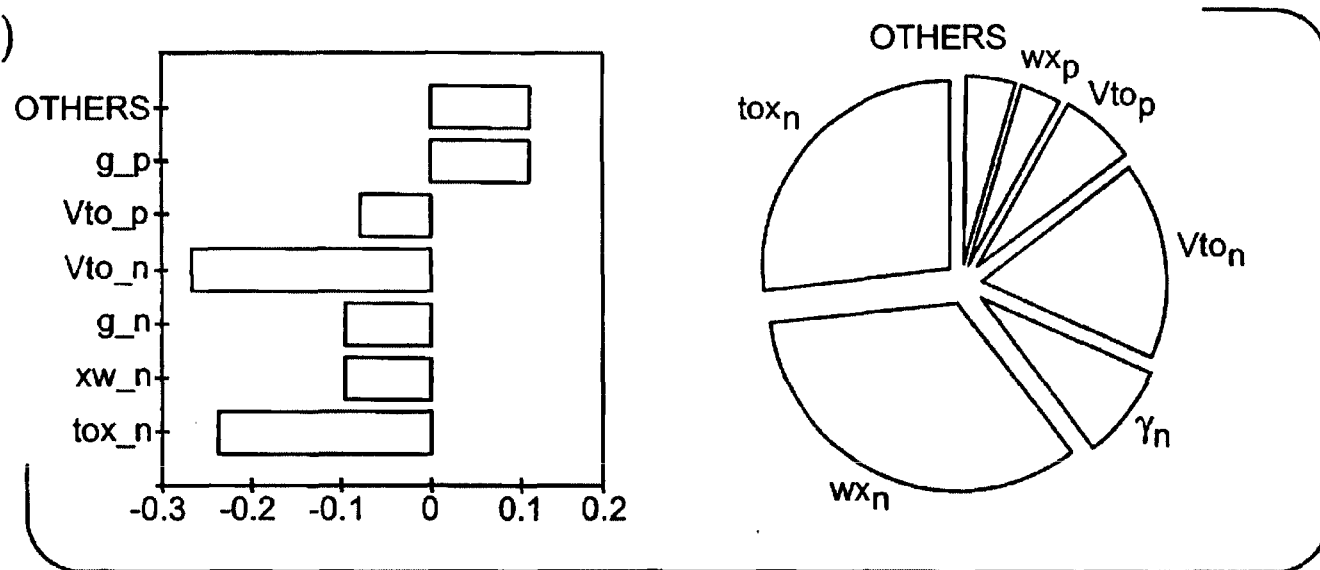 )
OTHERS
g_p
Vto_p
Vto_n
g_n
xw_n
tox_n
-0.3 -0.2 -0.1 0 0.1 0.2
OTHERS
wxp
Vtop
toxn
Vton
γn
wxn